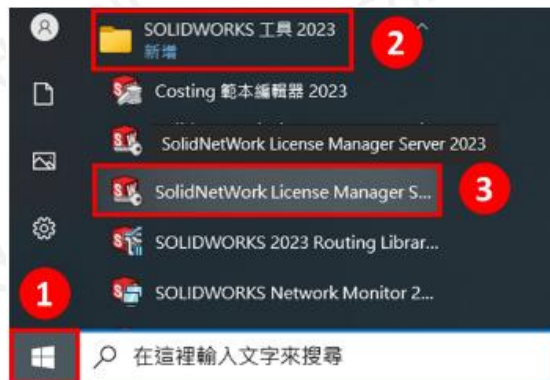 SOLIDWORKS 工具 2023
新增
2
Costing 範本編輯器 2023
SolidNetWork License Manager Server 2023
SolidNetWork License Manager S...
3
SOLIDWORKS 2023 Routing Librar...
1
SOLIDWORKS Network Monitor 2...
在這裡輸入文字來搜尋